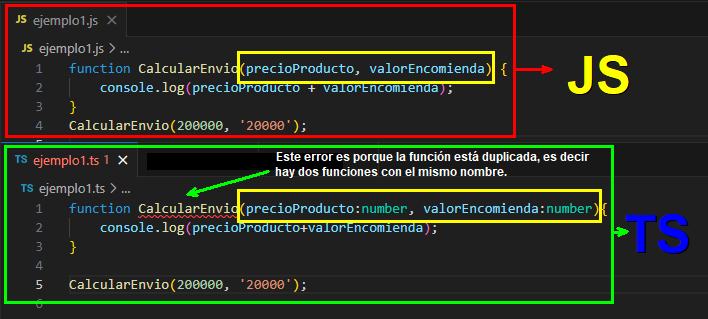 JS ejemplo1.js ×
JS ejemplo1.js > ...
1 function CalcularEnvio(precioProducto, valorEncomienda) {
2 console.log(precioProducto + valorEncomienda);
3 }
4 CalcularEnvio(200000, '20000');
5
JS
TS ejemplo1.ts 1 ×
Este error es porque la función está duplicada, es decir
hay dos funciones con el mismo nombre.
TS ejemplo1.ts > ...
1 function CalcularEnvio(precioProducto:number, valorEncomienda:number){
2 console.log(precioProducto+valorEncomienda);
3 }
4
5 CalcularEnvio(200000, '20000');
6
TS